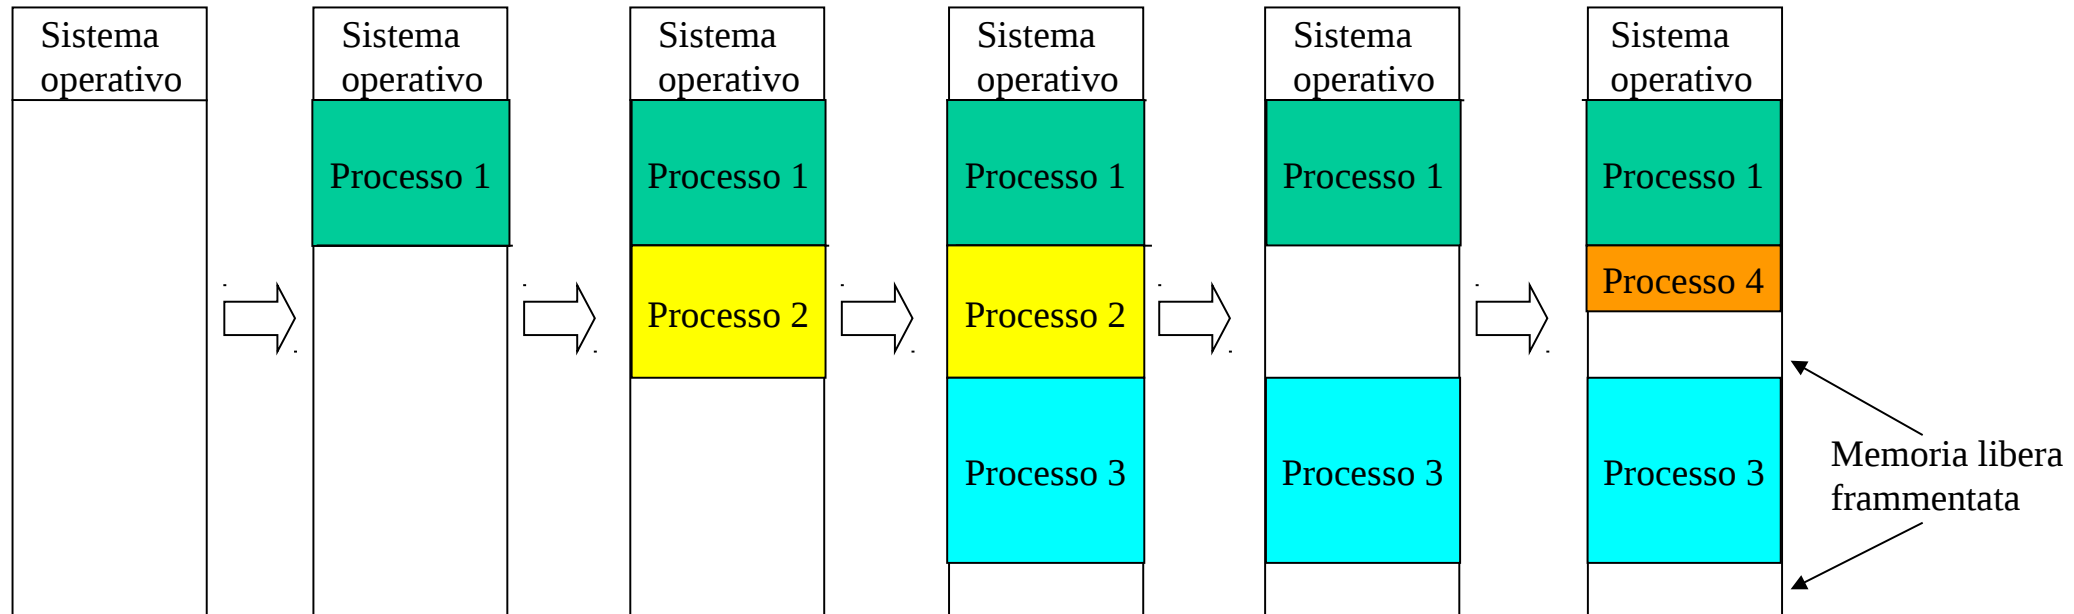 Sistema
operativo
Sistema
operativo
Processo 1
Sistema
operativo
Processo 1
Processo 2
Sistema
operativo
Processo 1
Processo 2
Processo 3
Sistema
operativo
Processo 1
Processo 3
Sistema
operativo
Processo 1
Processo 4
Processo 3
Memoria libera
frammentata